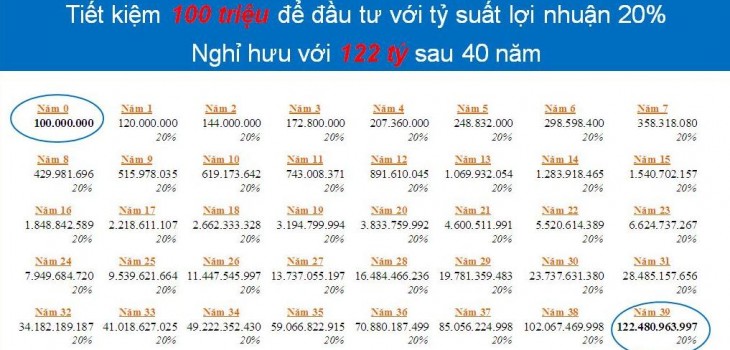 Tiết kiệm 100 triệu để đầu tư với tỷ suất lợi nhuận 20%
Nghỉ hưu với 122 tỷ sau 40 năm
Năm 0 Năm 1 Năm 2 Năm 3 Năm 4 Năm 5 Năm 6 Năm 7
100.000.000 120.000.000 144.000.000 172.800.000 207.360.000 248.832.000 298.598.400 358.318.080
20% 20% 20% 20% 20% 20% 20%
Năm 8 Năm 9 Năm 10 Năm 11 Năm 12 Năm 13 Năm 14 Năm 15
429.981.696 515.978.035 619.173.642 743.008.371 891.610.045 1.069.932.054 1.283.918.465 1.540.702.157
20% 20% 20% 20% 20% 20% 20% 20%
Năm 16 Năm 17 Năm 18 Năm 19 Năm 20 Năm 21 Năm 22 Năm 23
1.848.842.589 2.218.611.107 2.662.333.328 3.194.799.994 3.833.759.992 4.600.511.991 5.520.614.389 6.624.737.267
20% 20% 20% 20% 20% 20% 20% 20%
Năm 24 Năm 25 Năm 26 Năm 27 Năm 28 Năm 29 Năm 30 Năm 31
7.949.684.720 9.539.621.664 11.447.545.997 13.737.055.197 16.484.466.236 19.781.359.483 23.737.631.380 28.485.157.656
20% 20% 20% 20% 20% 20% 20% 20%
Năm 32 Năm 33 Năm 34 Năm 35 Năm 36 Năm 37 Năm 38 Năm 39
34.182.189.187 41.018.627.025 49.222.352.430 59.066.822.915 70.880.187.499 85.056.224.998 102.067.469.998 122.480.963.997
20% 20% 20% 20% 20% 20% 20% 20%